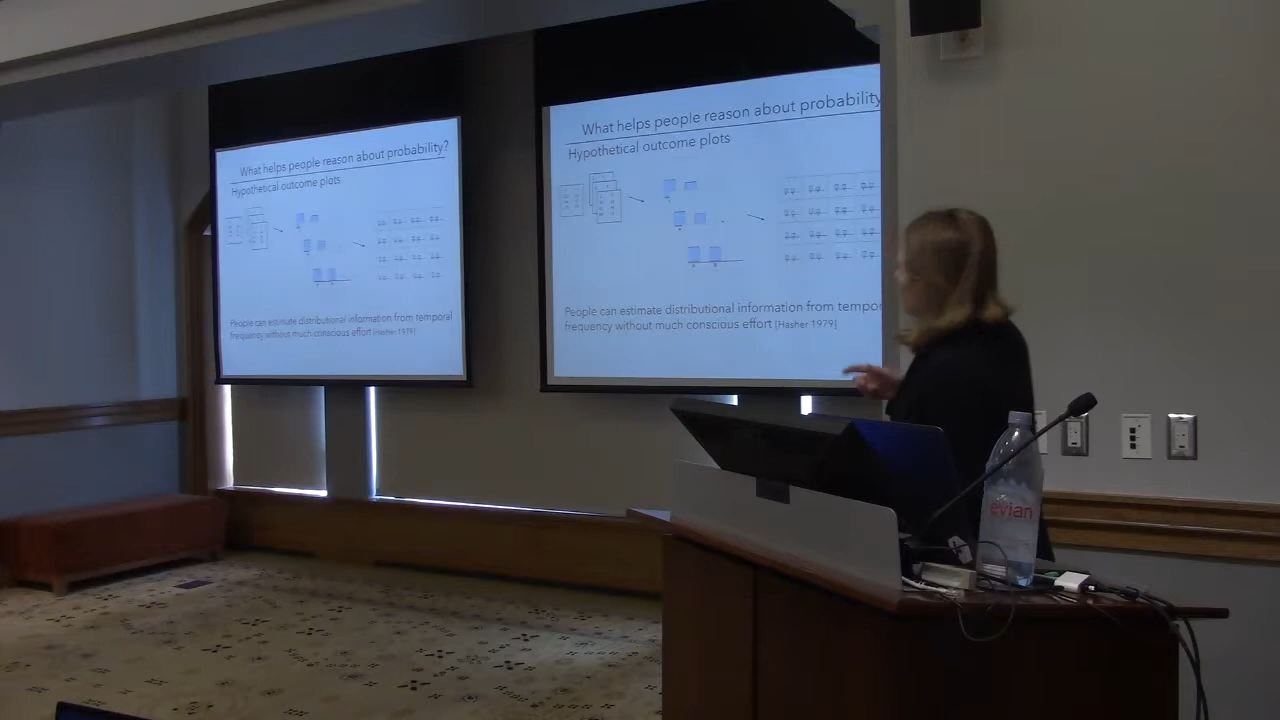 What helps people reason about probability?
Hypothetical outcome plots
People can estimate distributional information from temporal
frequency without much conscious effort [Hasher 1979]
What helps people reason about probability
Hypothetical outcome plots
People can estimate distributional information from tempor
frequency without much conscious effort [Hasher 1979]
evian